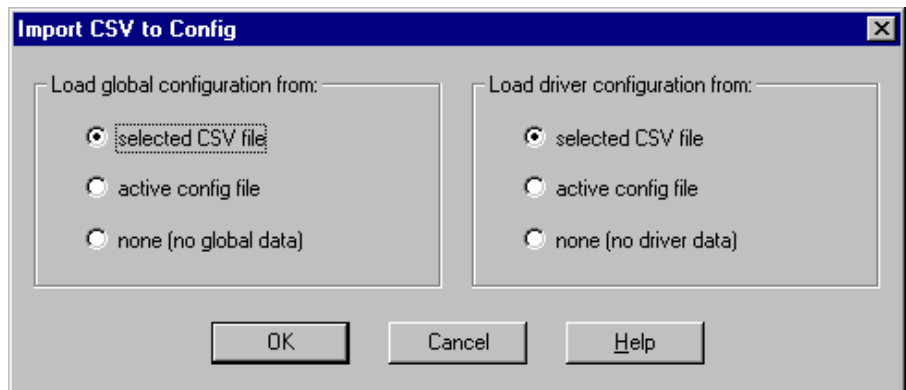 Import CSV to Config
Load global configuration from:
selected CSV file
active config file
none (no global data)
Load driver configuration from:
selected CSV file
active config file
none (no driver data)
OK
Cancel
Help